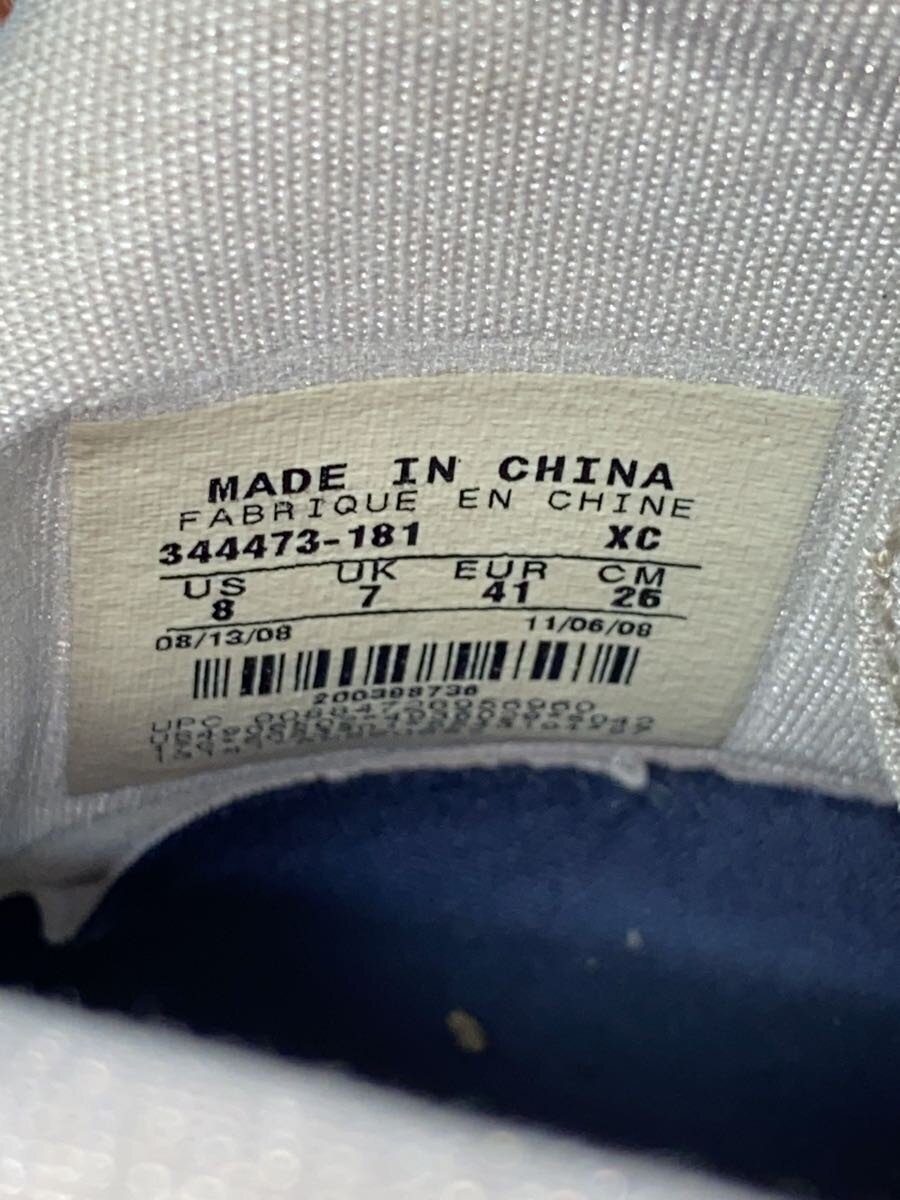 MADE IN CHINA
FABRIQUE EN CHINE
344473-181 XC
US UK EUR CM
8 7 41 26
08/13/08 11/06/08
200398736
UPC